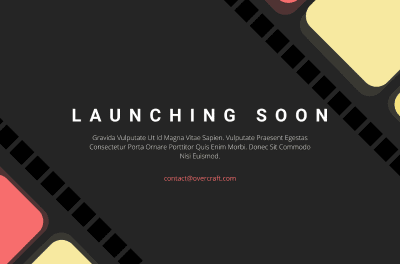 LAUNCHING SOON
Gravida Vulputate Ut Id Magna Vitae Sapien. Vulputate Praesent Egestas
Consectetur Porta Ornare Porttitor Quis Enim Morbi. Donec Sit Commodo
Nisi Euismod.
contact@overcraft.com